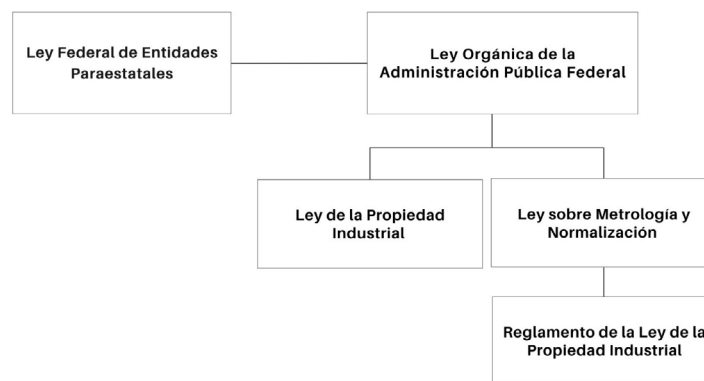 Ley Federal de Entidades
Paraestatales
Ley Orgánica de la
Administración Pública Federal
Ley de la Propiedad
Industrial
Ley sobre Metrología y
Normalización
Reglamento de la Ley de la
Propiedad Industrial